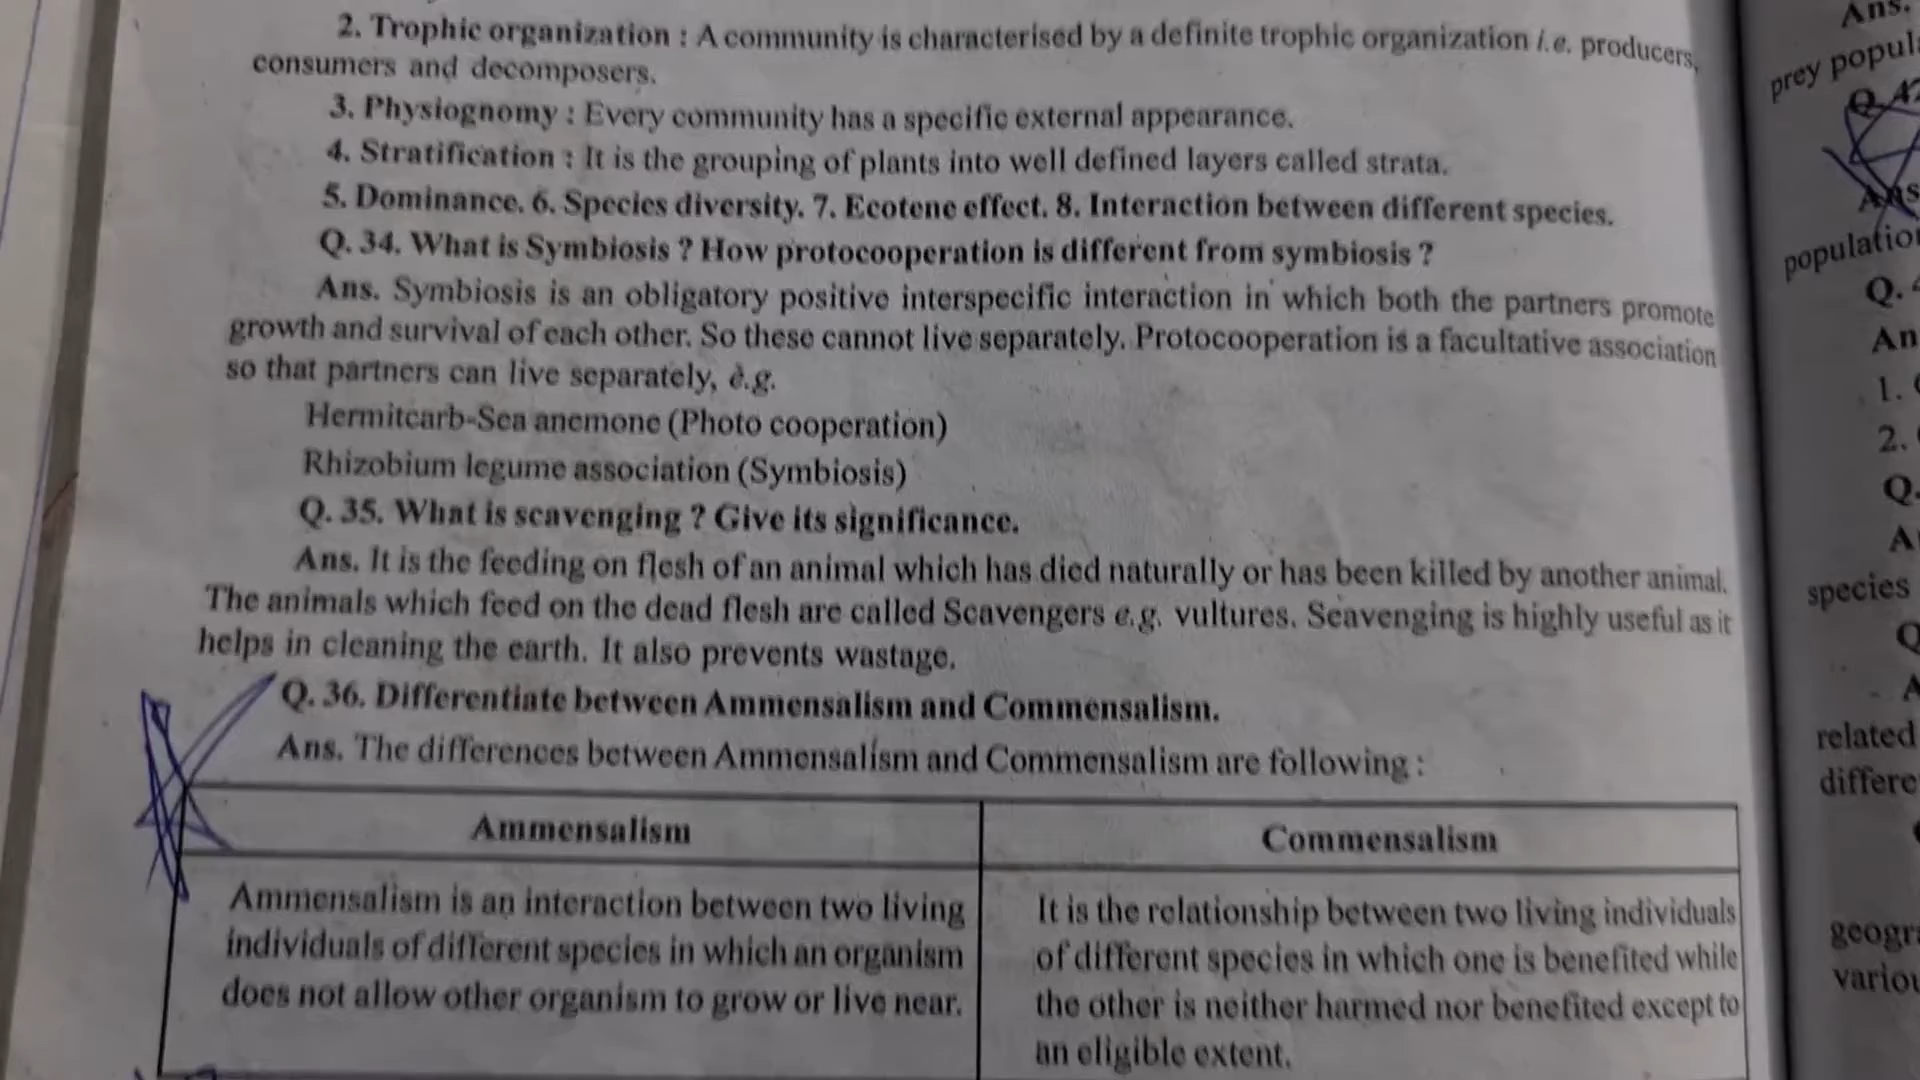 2. Trophic organization : A community is characterised by a definite trophic organization i.e. producers,
consumers and decomposers.
3. Physiognomy : Every community has a specific external appearance.
4. Stratification : It is the grouping of plants into well defined layers called strata.
5. Dominance. 6. Species diversity. 7. Ecotene effect. 8. Interaction between different species.
Q. 34. What is Symbiosis ? How protocooperation is different from symbiosis ?
Ans. Symbiosis is an obligatory positive interspecific interaction in which both the partners promote
growth and survival of each other. So these cannot live separately. Protocooperation is a facultative association
so that partners can live separately, e.g.
Hermitcarb-Sea anemone (Photo cooperation)
Rhizobium legume association (Symbiosis)
Q. 35. What is scavenging ? Give its significance.
Ans. It is the feeding on flesh of an animal which has died naturally or has been killed by another animal.
The animals which feed on the dead flesh are called Scavengers e.g. vultures. Scavenging is highly useful as it
helps in cleaning the earth. It also prevents wastage.
Q. 36. Differentiate between Ammensalism and Commensalism.
Ans. The differences between Ammensalism and Commensalism are following :
Ammensalism
Ammensalism is an interaction between two living
individuals of different species in which an organism
does not allow other organism to grow or live near.
Commensalism
It is the relationship between two living individuals
of different species in which one is benefited while
the other is neither harmed nor benefited except to
an eligible extent.
Ans.
prey
Q. 42
Q.
1.
2.
Q.
species
related